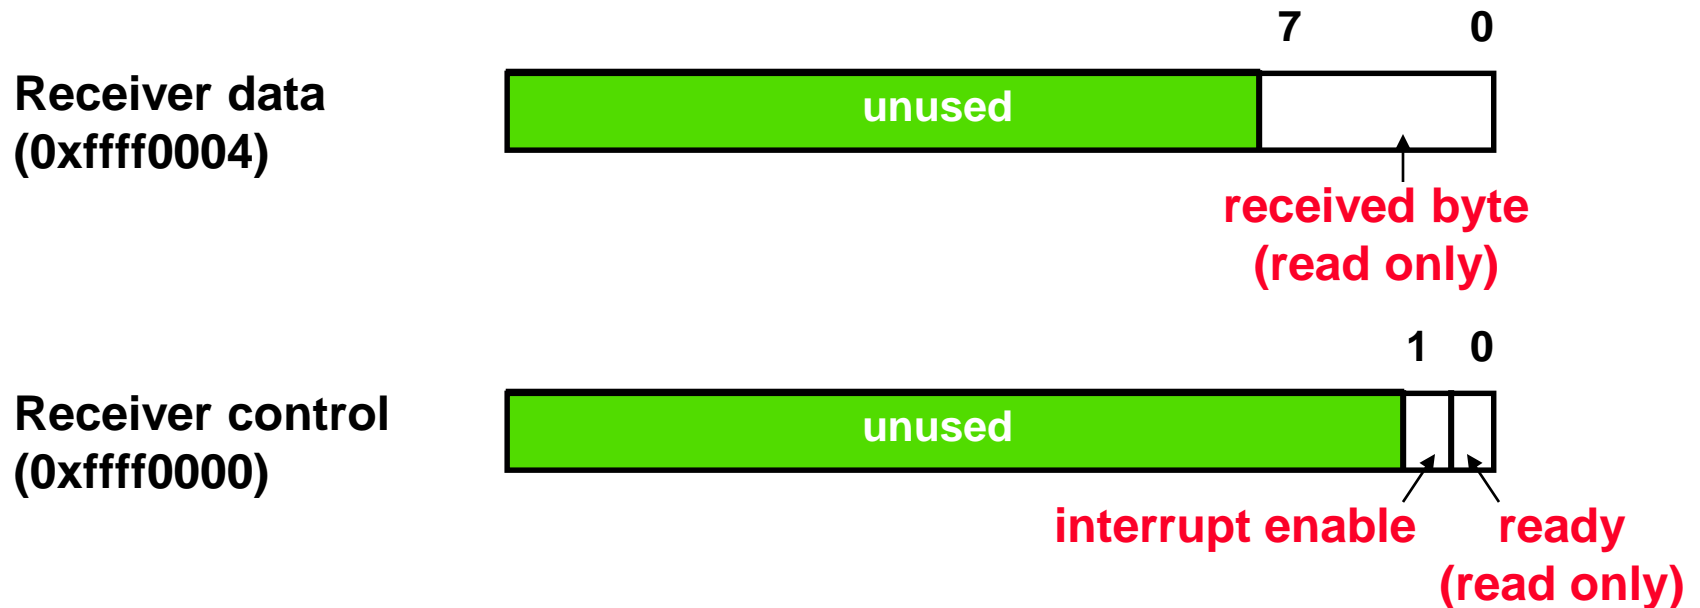 7 0
Receiver data
(0xffff0004)
unused
received byte
(read only)
1 0
Receiver control
(0xffff0000)
unused
interrupt enable
ready
(read only)